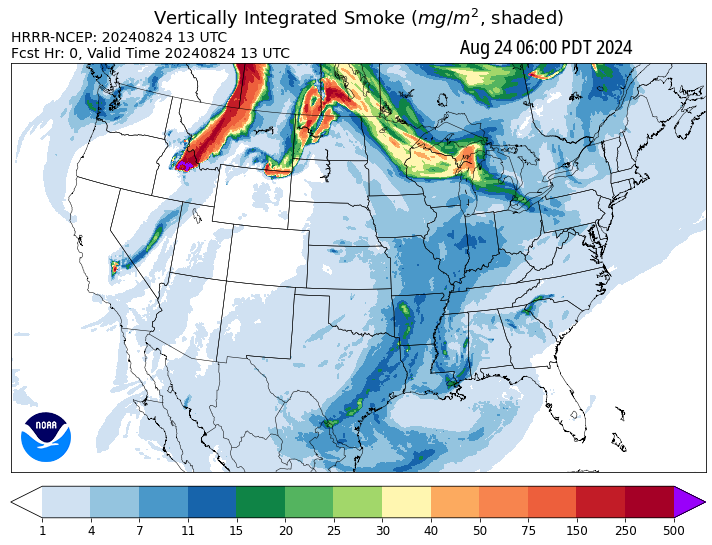 Vertically Integrated Smoke (mg/m², shaded)
HRRR-NCEP: 20240824 13 UTC
Fcst Hr: 0, Valid Time 20240824 13 UTC
Aug 24 06:00 PDT 2024
NOAA
1 4 7 11 15 20 25 30 40 50 75 150 250 500